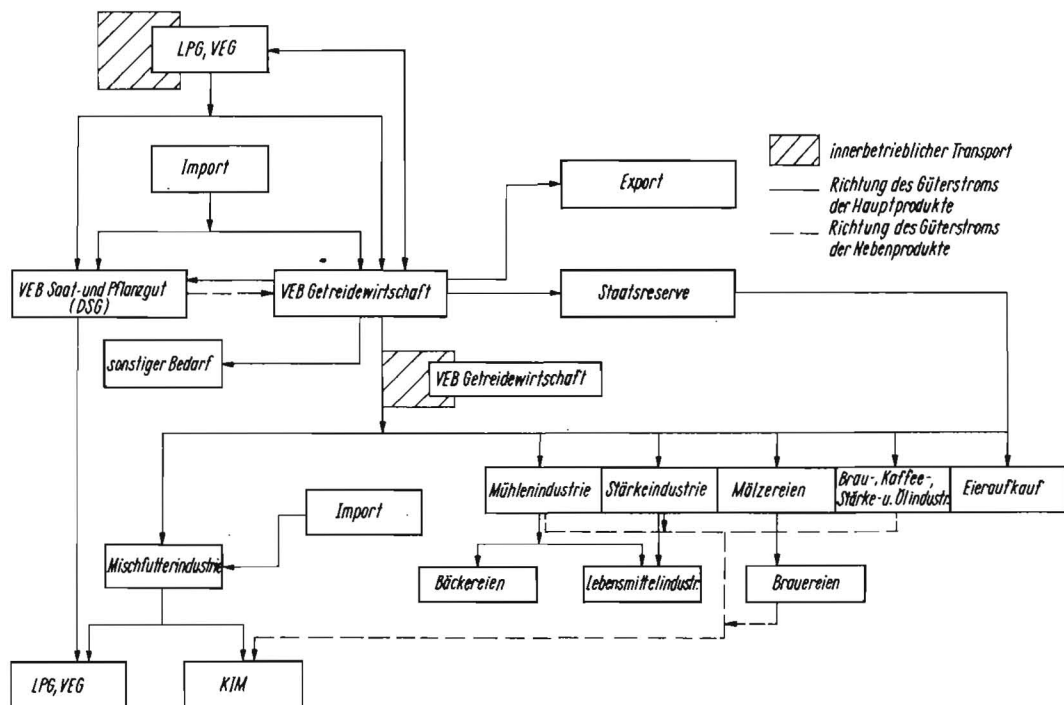 LPG, VEG
Import
Export
innerbetrieblicher Transport
Richtung des Güterstroms
der Hauptprodukte
Richtung des Güterstroms
der Nebenprodukte
VEB Saat- und Pflanzgut
(DSG)
VEB Getreidewirtschaft
Staatsreserve
sonstiger Bedarf
VEB Getreidewirtschaft
Mühlenindustrie
Stärkeindustrie
Mälzereien
Brau-, Kaffee-,
Stärke- u. Ölindustr.
Eieraufkauf
Import
Mischfutterindustrie
Bäckereien
Lebensmittelindustr.
Brauereien
LPG, VEG
KIM